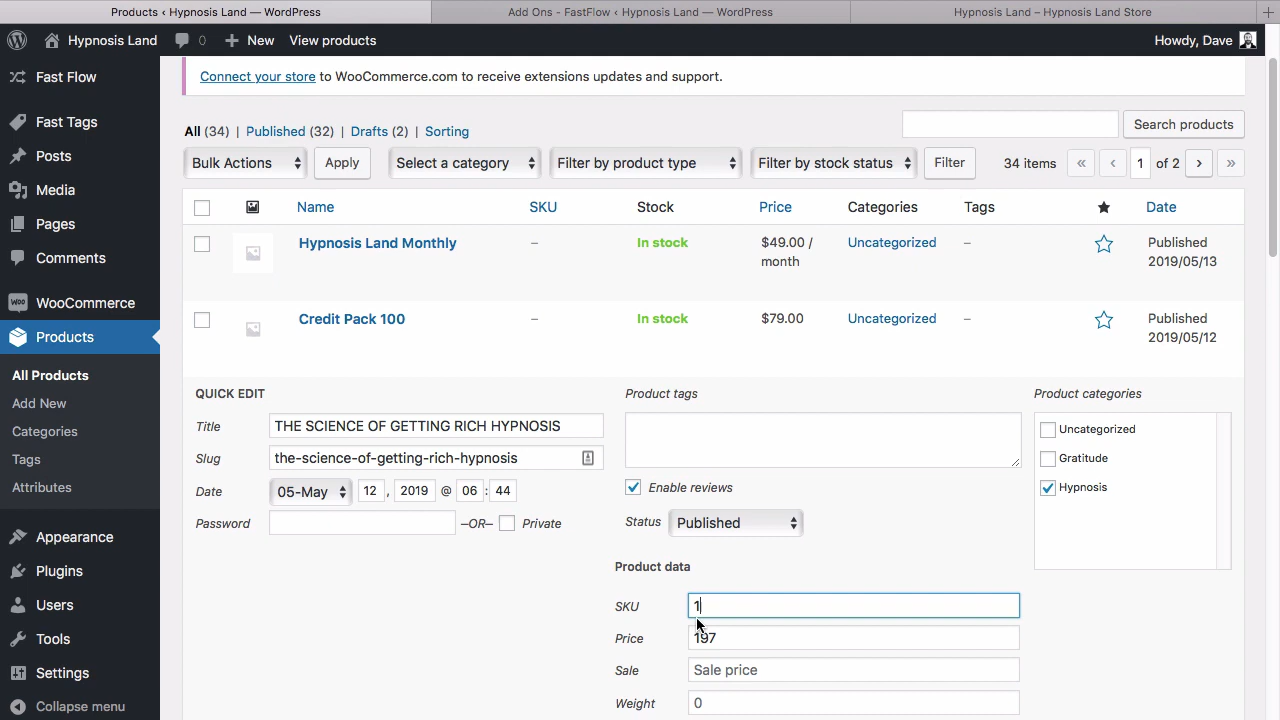 Products ‹ Hypnosis Land — WordPress
Add Ons - FastFlow ‹ Hypnosis Land — WordPress
Hypnosis Land – Hypnosis Land Store
Hypnosis Land
0
New
View products
Howdy, Dave
Fast Flow
Fast Tags
Posts
Media
Pages
Comments
WooCommerce
Products
All Products
Add New
Categories
Tags
Attributes
Appearance
Plugins
Users
Tools
Settings
Collapse menu
Connect your store to WooCommerce.com to receive extensions updates and support.
All (34) | Published (32) | Drafts (2) | Sorting
Search products
Bulk Actions
Apply
Select a category
Filter by product type
Filter by stock status
Filter
34 items
«
‹
1
of 2
›
»
Name
SKU
Stock
Price
Categories
Tags
Date
Hypnosis Land Monthly
–
In stock
$49.00 /
month
Uncategorized
–
Published
2019/05/13
Credit Pack 100
–
In stock
$79.00
Uncategorized
–
Published
2019/05/12
QUICK EDIT
Title
THE SCIENCE OF GETTING RICH HYPNOSIS
Slug
the-science-of-getting-rich-hypnosis
Date
05-May
12 , 2019 @ 06 : 44
Password
–OR–
Private
Product tags
Enable reviews
Status
Published
Product data
SKU
1
Price
197
Sale
Sale price
Weight
0
Product categories
Uncategorized
Gratitude
Hypnosis